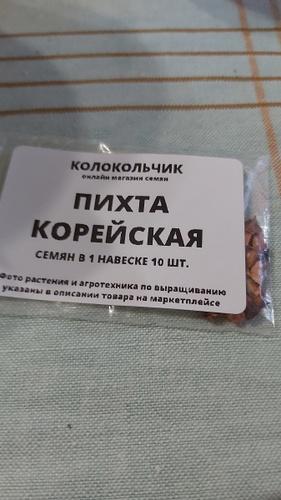 КОЛОКОЛЬЧИК
онлайн магазин семян
ПИХТА
КОРЕЙСКАЯ
СЕМЯН В 1 НАВЕСКЕ 10 ШТ.
Фото растения и агротехника по выращиванию
указаны в описании товара на маркетплейсе